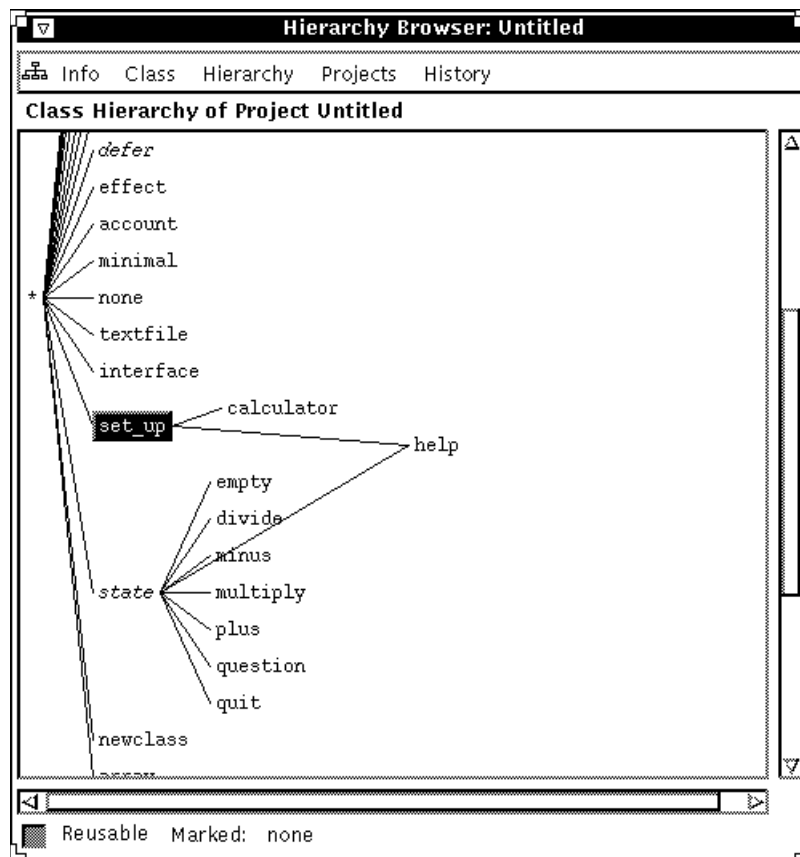 Hierarchy Browser: Untitled
Info Class Hierarchy Projects History
Class Hierarchy of Project Untitled
defer
effect
account
minimal
* none
textfile
interface
calculator
set_up
help
empty
divide
minus
state multiply
plus
question
quit
newclass
array
Reusable Marked: none